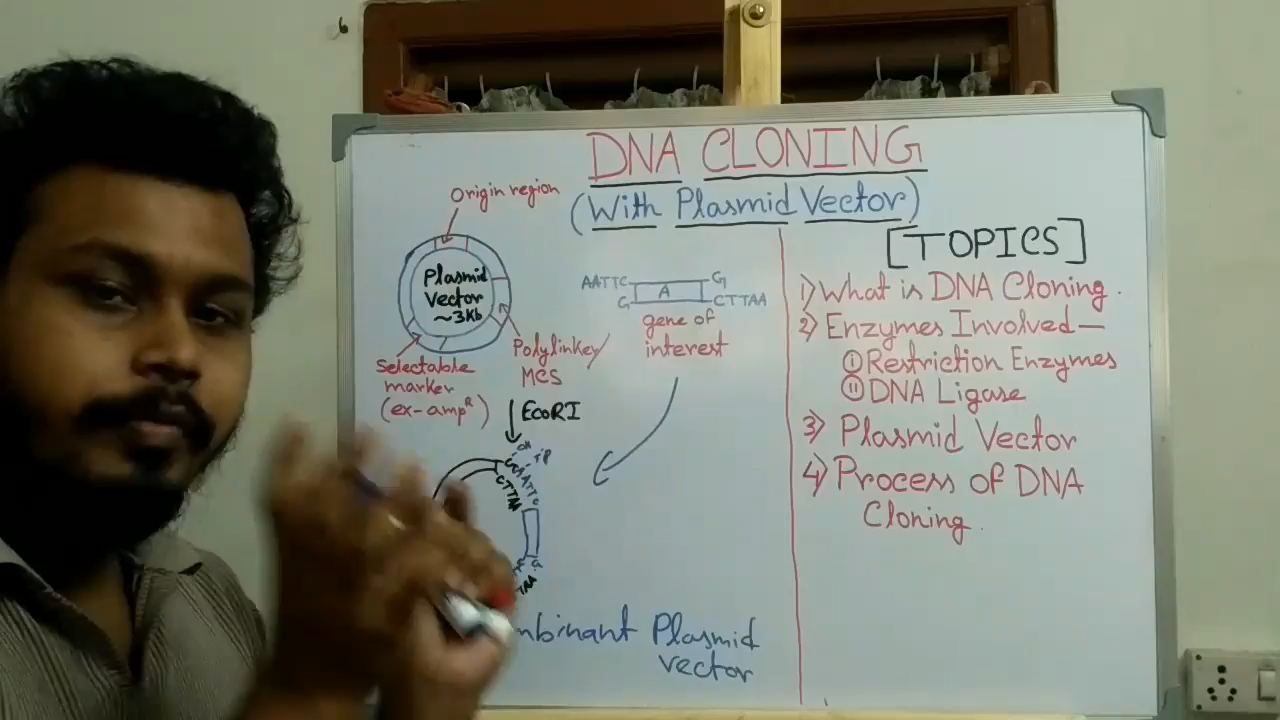 DNA CLONING
(With Plasmid Vector)
Origin region
Plasmid
Vector
~3Kb
Selectable
marker
(ex-ampᴿ)
Polylinker/
MCS
AATTC
G
A
G
CTTAA
gene of
interest
EcoRI
CTTAA
Plasmid
vector
[TOPICS]
1) What is DNA Cloning.
2) Enzymes Involved—
(i) Restriction Enzymes
(ii) DNA Ligase
3) Plasmid Vector
4) Process of DNA
Cloning.